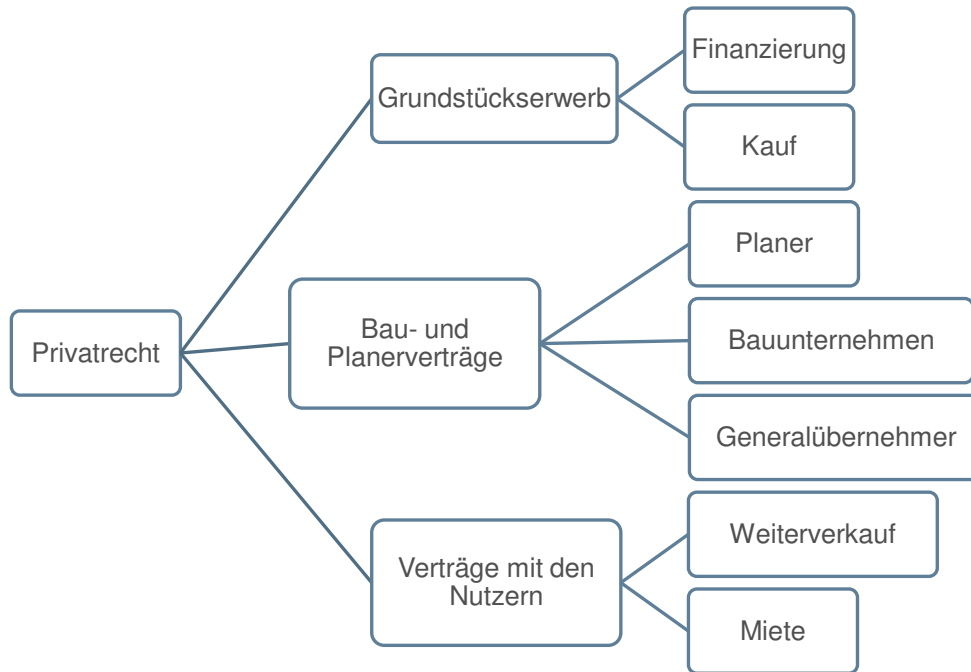 Privatrecht
Grundstückserwerb
Finanzierung
Kauf
Bau- und
Planerverträge
Planer
Bauunternehmen
Generalübernehmer
Verträge mit den
Nutzern
Weiterverkauf
Miete